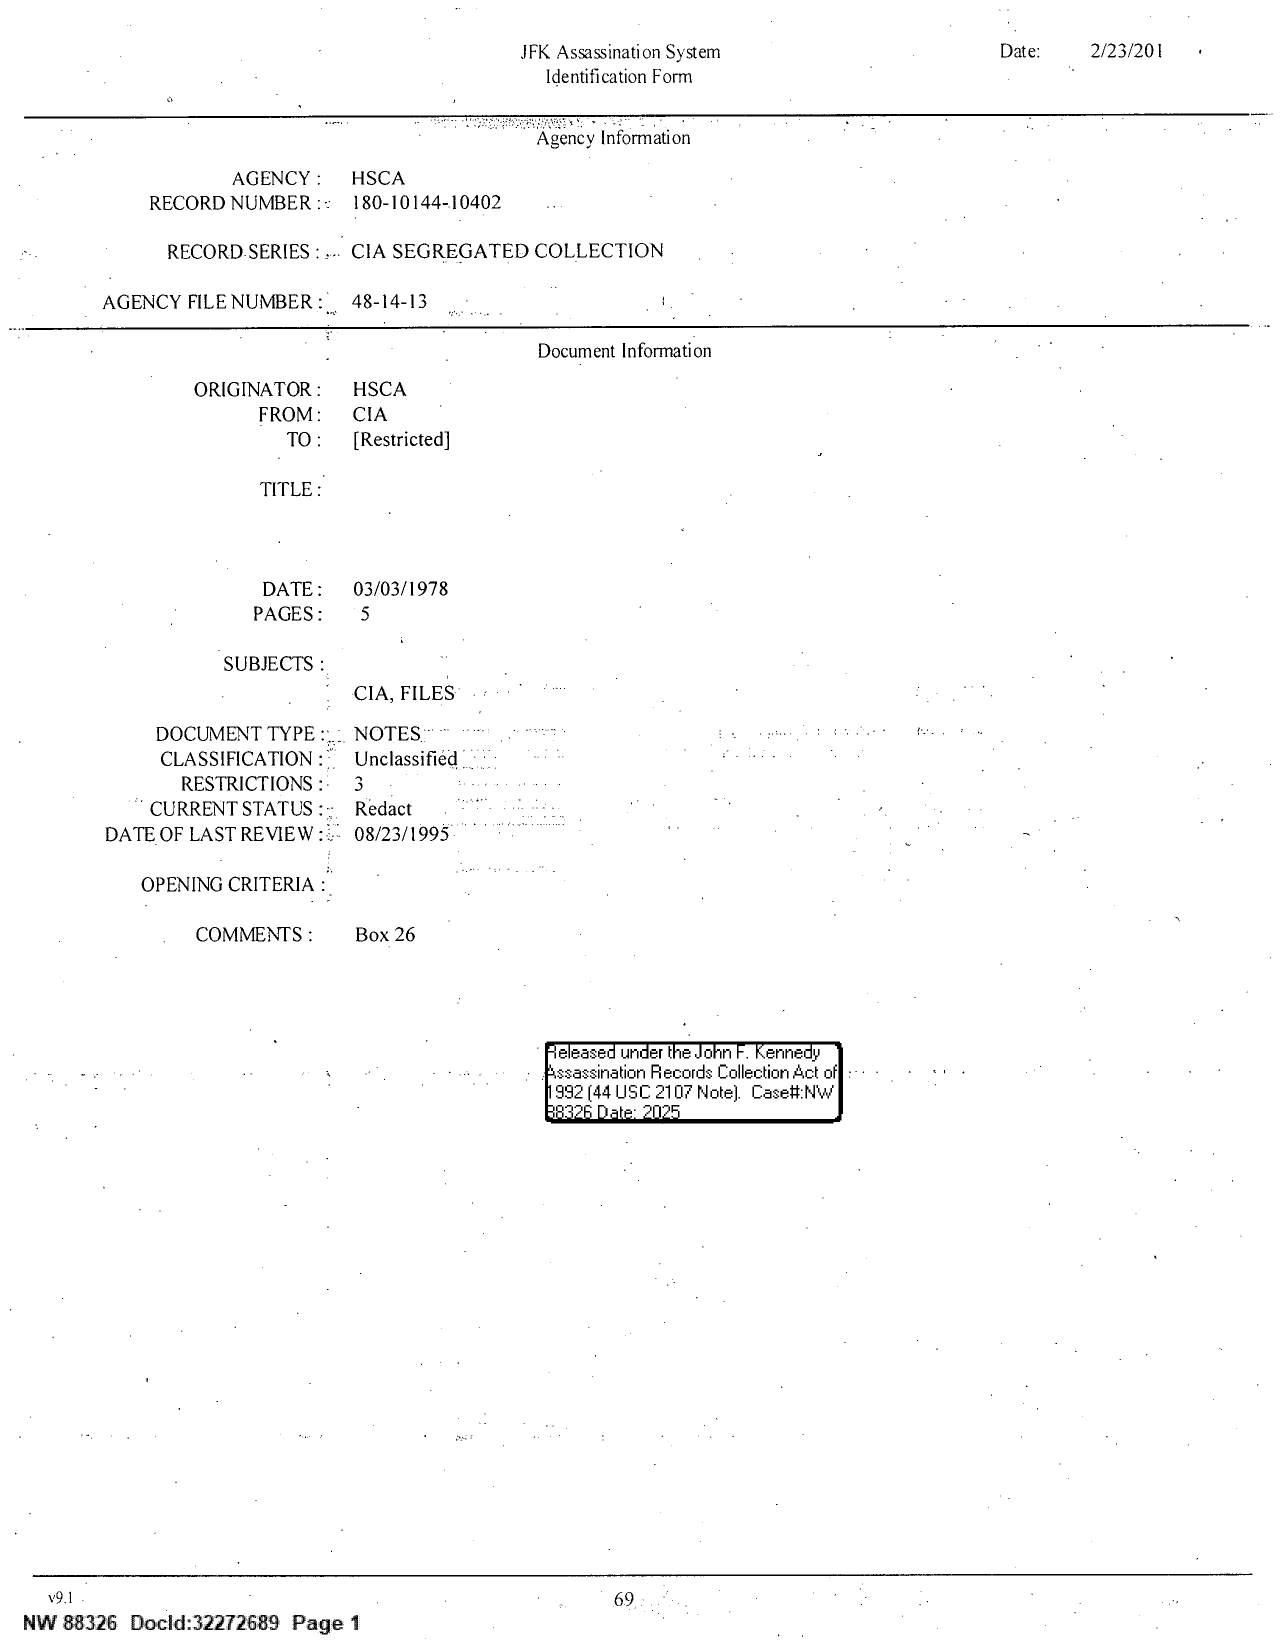 JFK Assassination System
Date: 2/23/201
Identification Form
Agency Information
AGENCY : HSCA
RECORD NUMBER : 180-10144-10402
RECORD SERIES : CIA SEGREGATED COLLECTION
AGENCY FILE NUMBER : 48-14-13
Document Information
ORIGINATOR : HSCA
FROM : CIA
TO : [Restricted]
TITLE :
DATE : 03/03/1978
PAGES : 5
SUBJECTS :
CIA, FILES
DOCUMENT TYPE : NOTES
CLASSIFICATION : Unclassified
RESTRICTIONS : 3
CURRENT STATUS : Redact
DATE OF LAST REVIEW : 08/23/1995
OPENING CRITERIA :
COMMENTS : Box 26
Released under the John F. Kennedy
Assassination Records Collection Act of
1992 (44 USC 2107 Note). Case#:NW
88326 Date: 2025
v9.1 69
NW 88326 DocId:32272689 Page 1